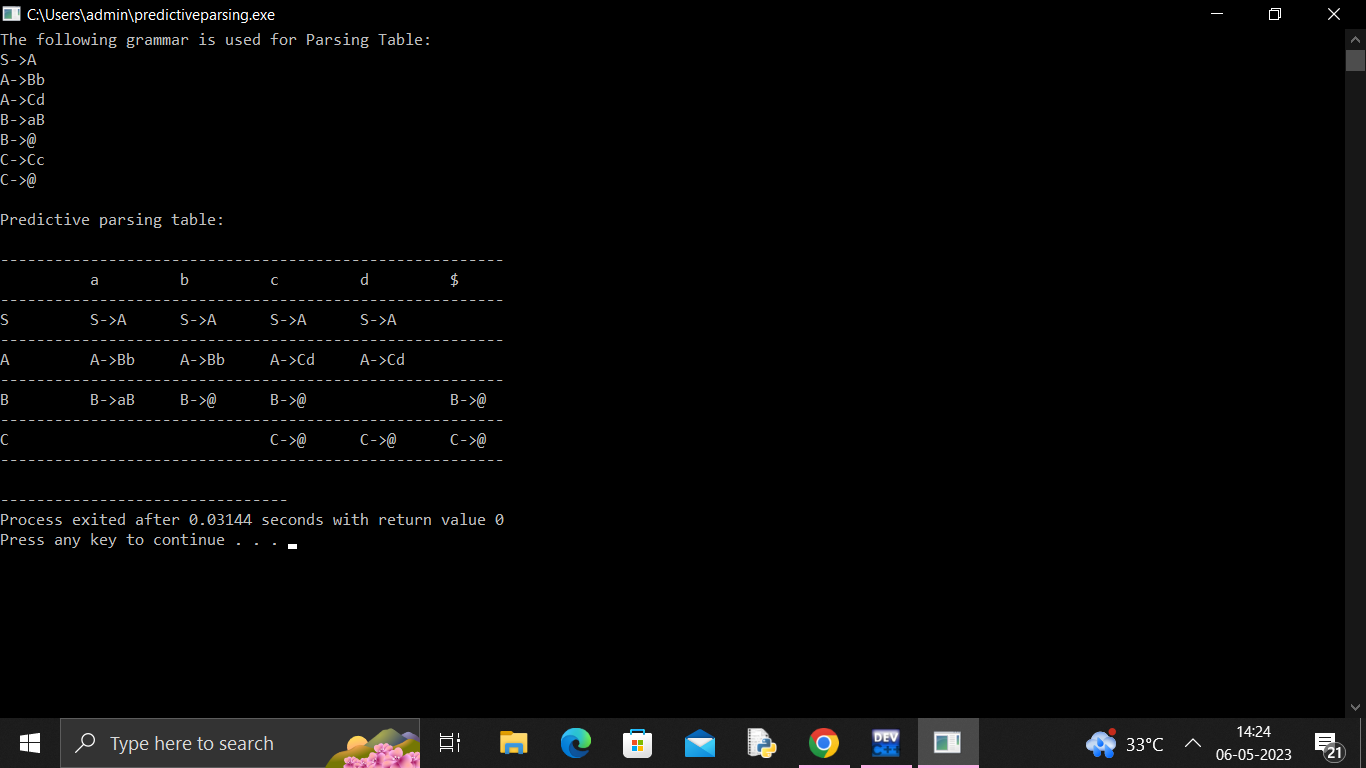 C:\Users\admin\predictiveparsing.exe
The following grammar is used for Parsing Table:
S->A
A->Bb
A->Cd
B->aB
B->@
C->Cc
C->@
Predictive parsing table:
--------------------------------------------------------
a b c d $
--------------------------------------------------------
S S->A S->A S->A S->A
--------------------------------------------------------
A A->Bb A->Bb A->Cd A->Cd
--------------------------------------------------------
B B->aB B->@ B->@ B->@
--------------------------------------------------------
C C->@ C->@ C->@
--------------------------------------------------------
--------------------------------
Process exited after 0.03144 seconds with return value 0
Press any key to continue . . .
Type here to search
DEV
C++
33°C
14:24
06-05-2023
21